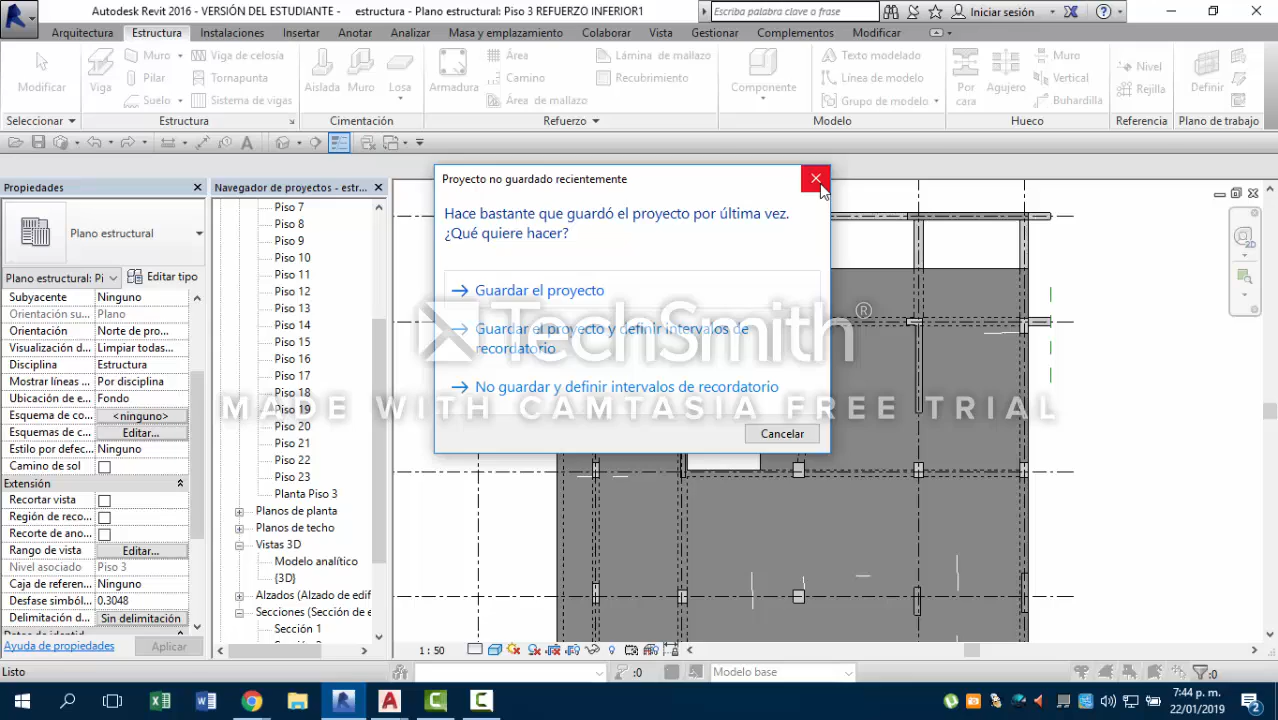 Autodesk Revit 2016 - VERSIÓN DEL ESTUDIANTE - estructura - Plano estructural: Piso 3 REFUERZO INFERIOR1
Escriba palabra clave o frase
Iniciar sesión
Arquitectura Estructura Instalaciones Insertar Anotar Analizar Masa y emplazamiento Colaborar Vista Gestionar Complementos Modificar
Modificar
Viga
Muro
Pilar
Suelo
Viga de celosía
Tornapunta
Sistema de vigas
Aislada Muro Losa
Armadura
Área
Camino
Área de mallazo
Lámina de mallazo
Recubrimiento
Componente
Texto modelado
Línea de modelo
Grupo de modelo
Por cara
Agujero
Muro
Vertical
Buhardilla
Nivel
Rejilla
Definir
Seleccionar Estructura Cimentación Refuerzo Modelo Hueco Referencia Plano de trabajo
Propiedades
Plano estructural
Plano estructural: Pi
Editar tipo
Subyacente Ninguno
Orientación su... Plano
Orientación Norte de pro...
Visualización d... Limpiar todas...
Disciplina Estructura
Mostrar líneas ... Por disciplina
Ubicación de e... Fondo
Esquema de co... <ninguno>
Esquemas de c... Editar...
Estilo por defec... Ninguno
Camino de sol
Extensión
Recortar vista
Región de reco...
Recorte de ano...
Rango de vista Editar...
Nivel asociado Piso 3
Caja de referen... Ninguno
Desfase simból... 0.3048
Delimitación d... Sin delimitación
Ayuda de propiedades
Aplicar
Navegador de proyectos - estr...
Piso 7
Piso 8
Piso 9
Piso 10
Piso 11
Piso 12
Piso 13
Piso 14
Piso 15
Piso 16
Piso 17
Piso 18
Piso 19
Piso 20
Piso 21
Piso 22
Piso 23
Planta Piso 3
Planos de planta
Planos de techo
Vistas 3D
Modelo analítico
{3D}
Alzados (Alzado de edif
Secciones (Sección de e
Sección 1
Proyecto no guardado recientemente
Hace bastante que guardó el proyecto por última vez.
¿Qué quiere hacer?
Guardar el proyecto
Guardar el proyecto y definir intervalos de
recordatorio
No guardar y definir intervalos de recordatorio
Cancelar
TechSmith®
MADE WITH CAMTASIA FREE TRIAL
2D
1 : 50
Listo
:0
Modelo base
:0
7:44 p. m.
22/01/2019
2